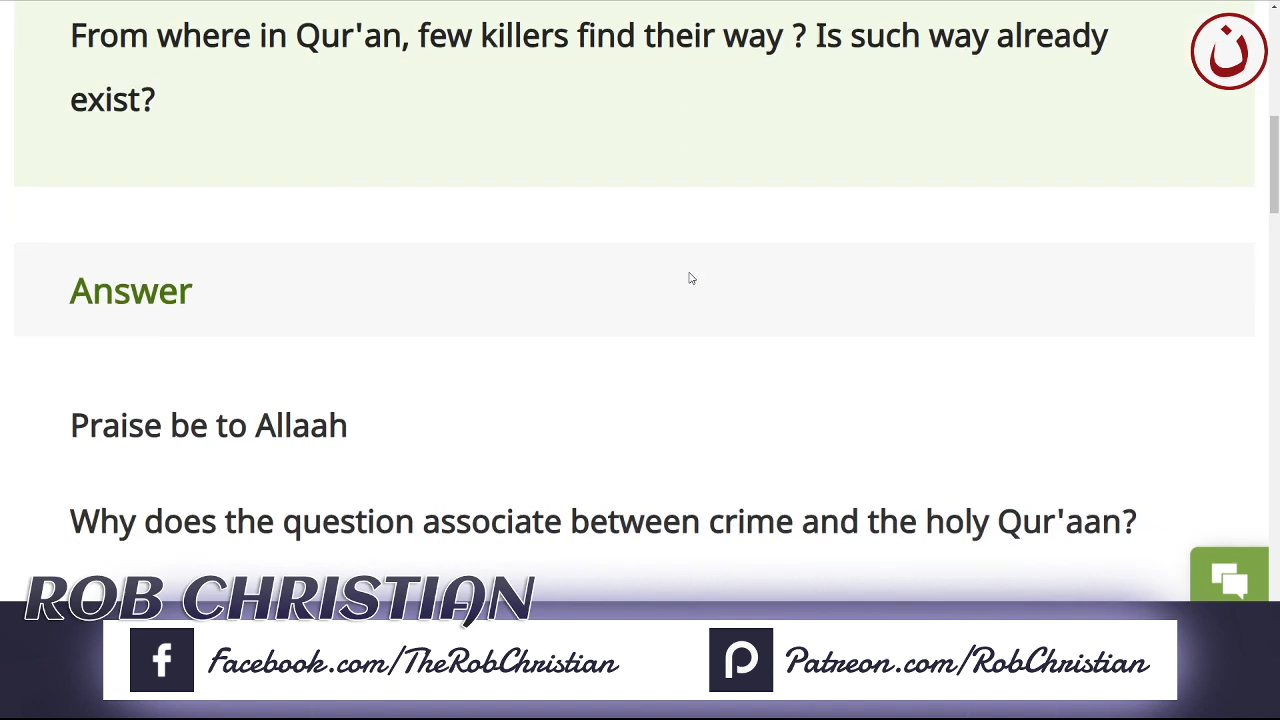 From where in Qur'an, few killers find their way ? Is such way already
exist?
ن
Answer
Praise be to Allaah
Why does the question associate between crime and the holy Qur'aan?
ROB CHRISTIAN
f Facebook.com/TheRobChristian
Patreon.com/RobChristian